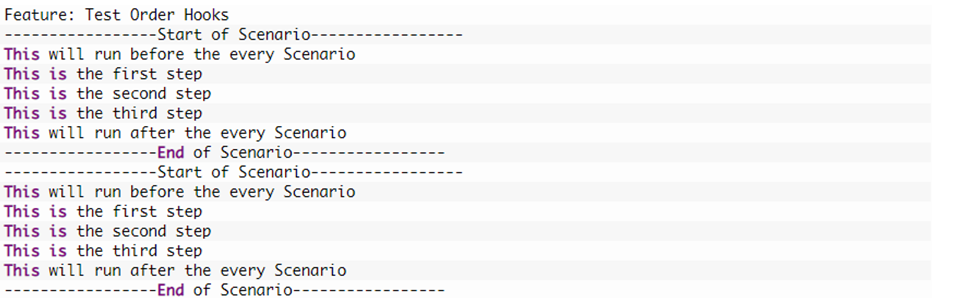 Feature: Test Order Hooks
-----------------Start of Scenario-----------------
This will run before the every Scenario
This is the first step
This is the second step
This is the third step
This will run after the every Scenario
-----------------End of Scenario-----------------
-----------------Start of Scenario-----------------
This will run before the every Scenario
This is the first step
This is the second step
This is the third step
This will run after the every Scenario
-----------------End of Scenario-----------------